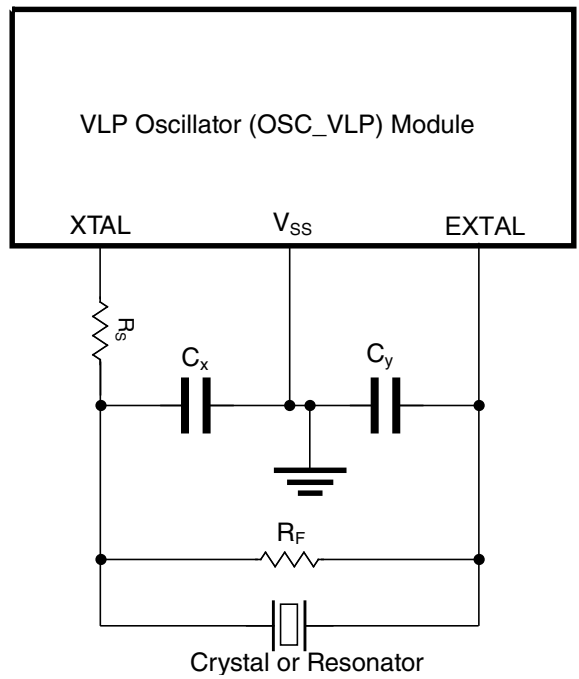 VLP Oscillator (OSC_VLP) Module
XTAL
VSS
EXTAL
RS
Cx
Cy
RF
Crystal or Resonator